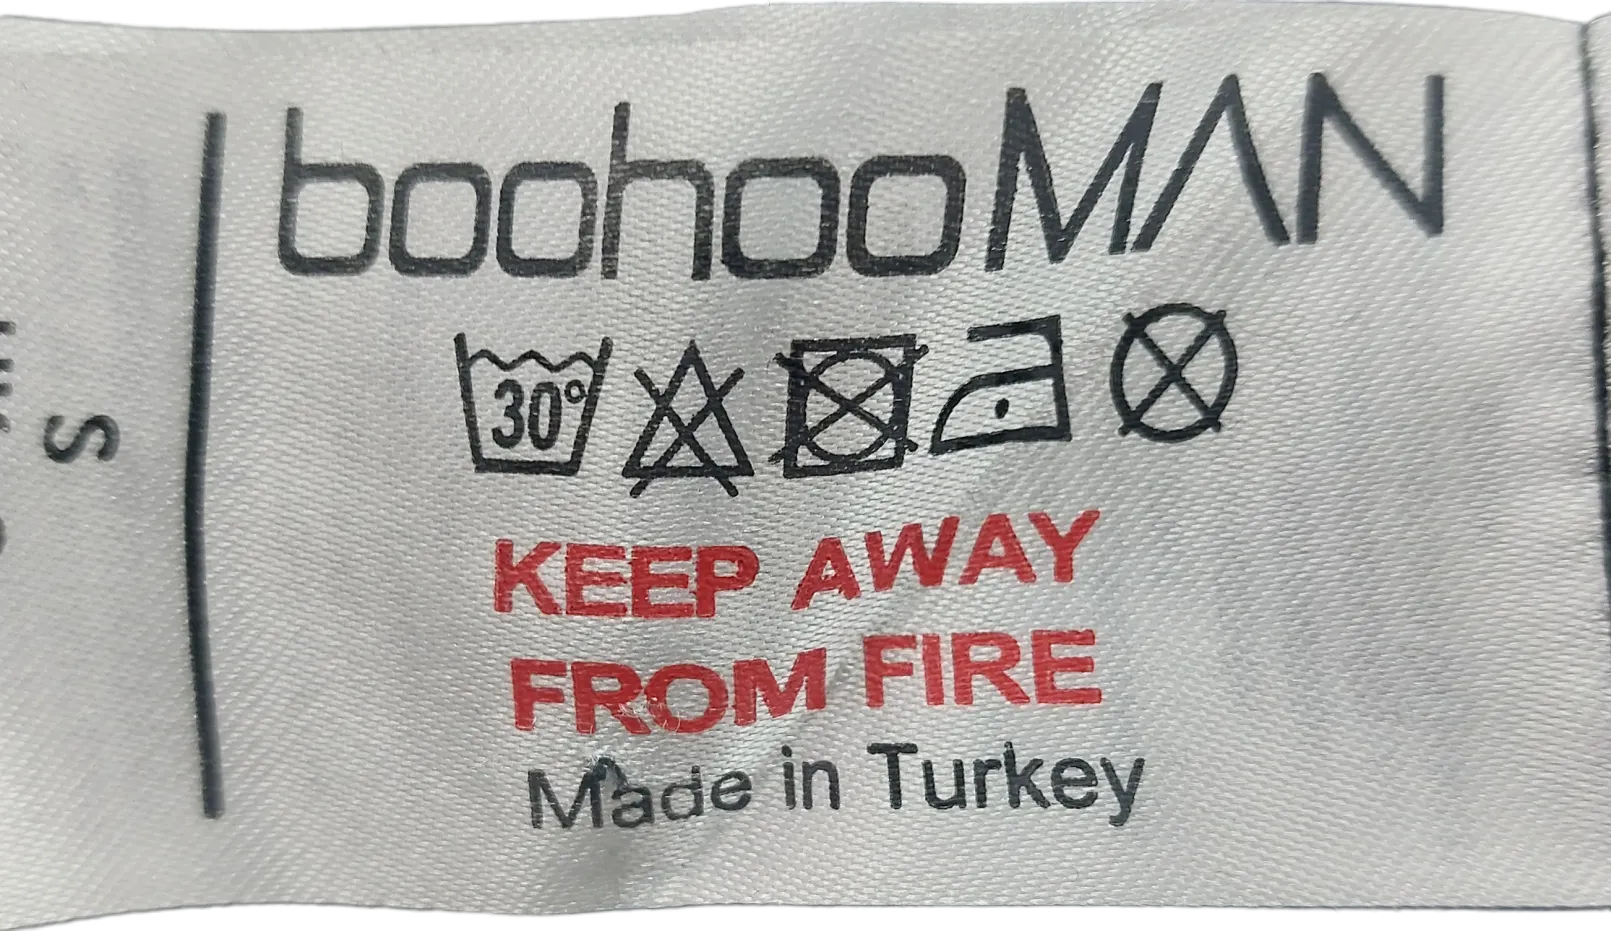 boohooMAN
30°
KEEP AWAY
FROM FIRE
Made in Turkey
S